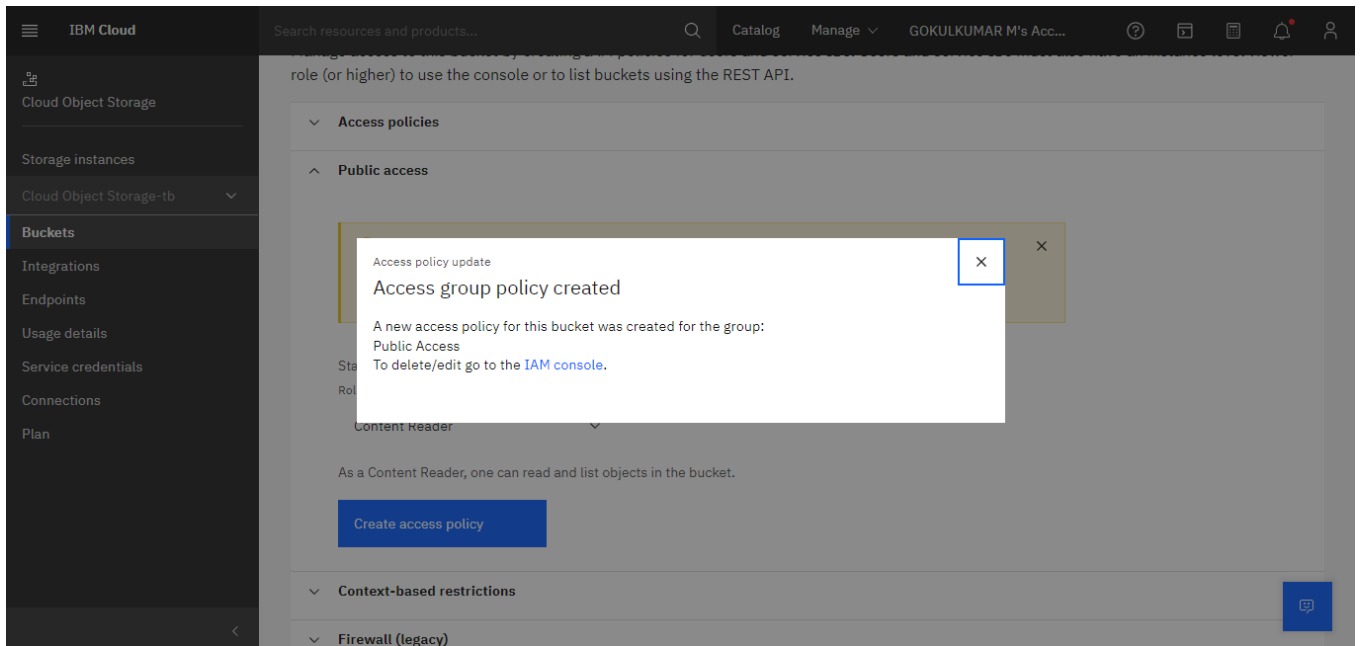 IBM Cloud
Search resources and products...
Catalog
Manage
GOKULKUMAR M's Acc...
Cloud Object Storage
Storage instances
Cloud Object Storage-tb
Buckets
Integrations
Endpoints
Usage details
Service credentials
Connections
Plan
role (or higher) to use the console or to list buckets using the REST API.
Access policies
Public access
Access policy update
Access group policy created
A new access policy for this bucket was created for the group:
Public Access
To delete/edit go to the IAM console.
Sta
Rol
Content Reader
As a Content Reader, one can read and list objects in the bucket.
Create access policy
Context-based restrictions
Firewall (legacy)